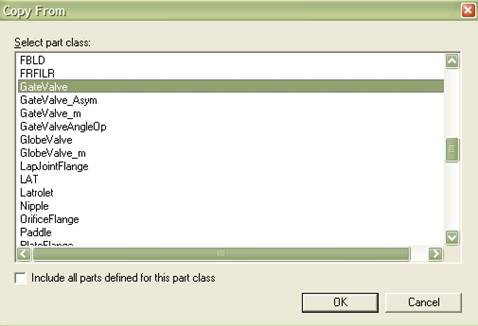 Copy From
Select part class:
FBLD
FRFILR
GateValve
GateValve_Asym
GateValve_m
GateValveAngleOp
GlobeValve
GlobeValve_m
LapJointFlange
LAT
Latrolet
Nipple
OrificeFlange
Paddle
PlateFlange
Include all parts defined for this part class
OK
Cancel